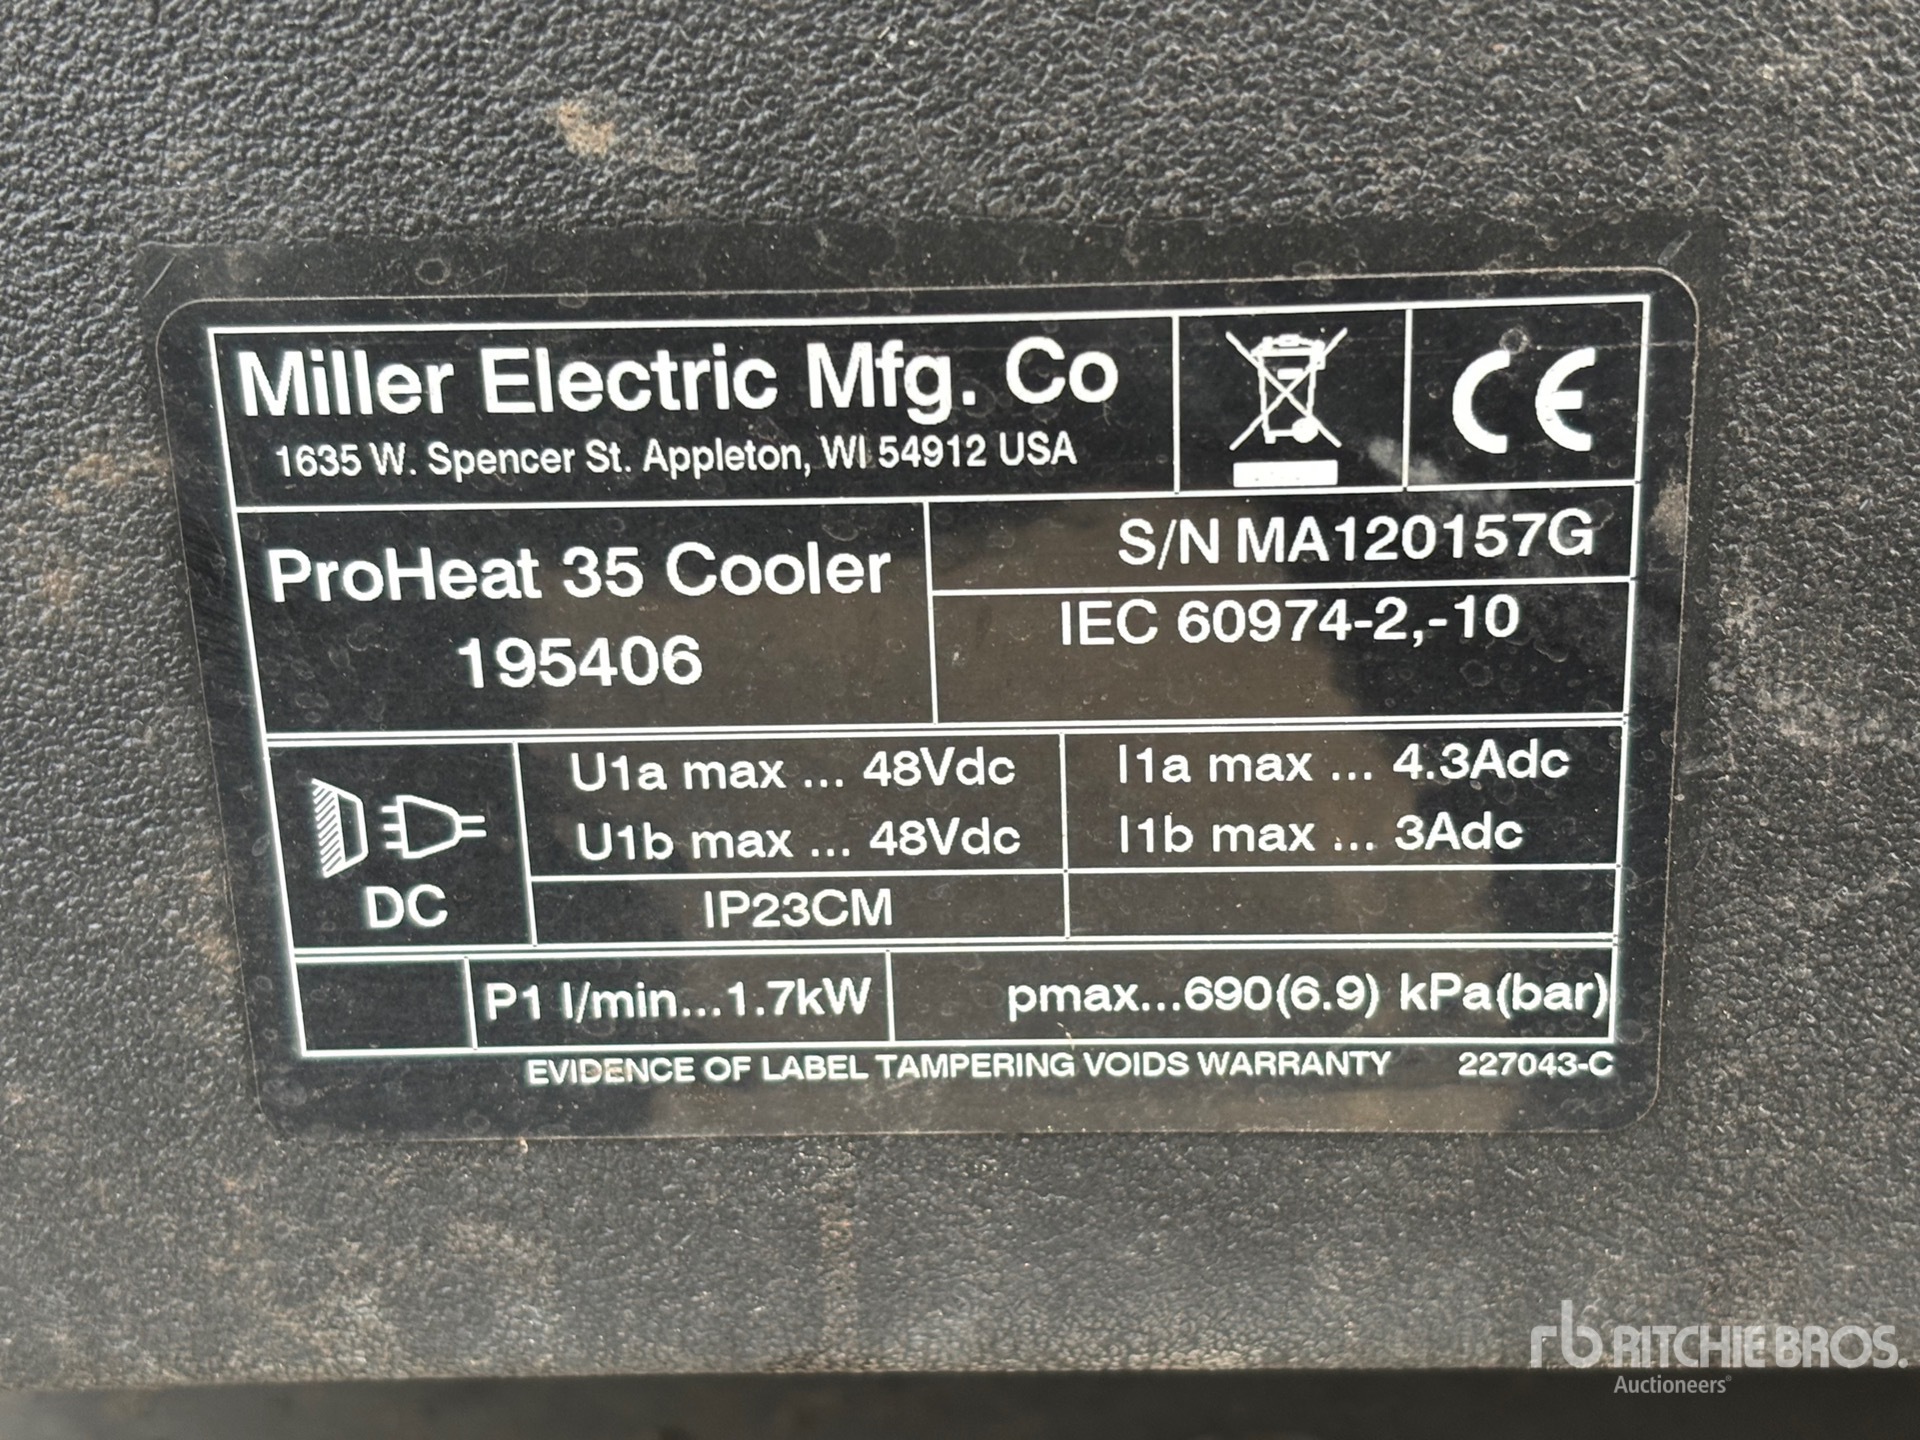 Miller Electric Mfg. Co
1635 W. Spencer St. Appleton, WI 54912 USA
CE
ProHeat 35 Cooler
195406
S/N MA120157G
IEC 60974-2,-10
DC
U1a max ... 48Vdc
U1b max ... 48Vdc
I1a max ... 4.3Adc
I1b max ... 3Adc
IP23CM
P1 l/min...1.7kW
pmax...690(6.9) kPa(bar)
EVIDENCE OF LABEL TAMPERING VOIDS WARRANTY 227043-C
rb RITCHIE BROS.
Auctioneers®